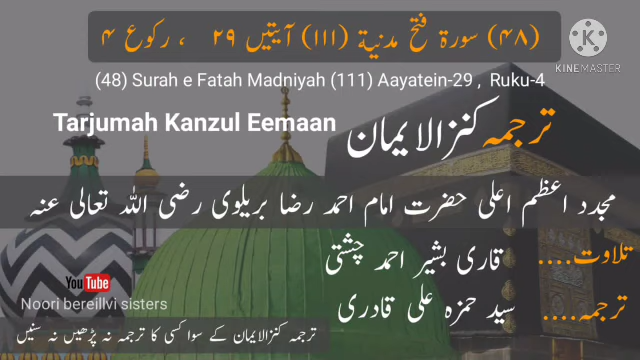 (۴۸) سورۃ فتح مدنیۃ (۱۱۱) آیتیں ۲۹ ، رکوع ۴
KINEMASTER
(48) Surah e Fatah Madniyah (111) Aayatein-29 , Ruku-4
Tarjumah Kanzul Eemaan
ترجمہ کنزالایمان
مجدد اعظم اعلی حضرت امام احمد رضا بریلوی رضی اللہ تعالی عنہ
تلاوت.... قاری بشیر احمد چشتی
YouTube
Noori bereillvi sisters
ترجمہ.... سید حمزہ علی قادری
ترجمہ کنزالایمان کے سوا کسی کا ترجمہ نہ پڑھیں نہ سنیں